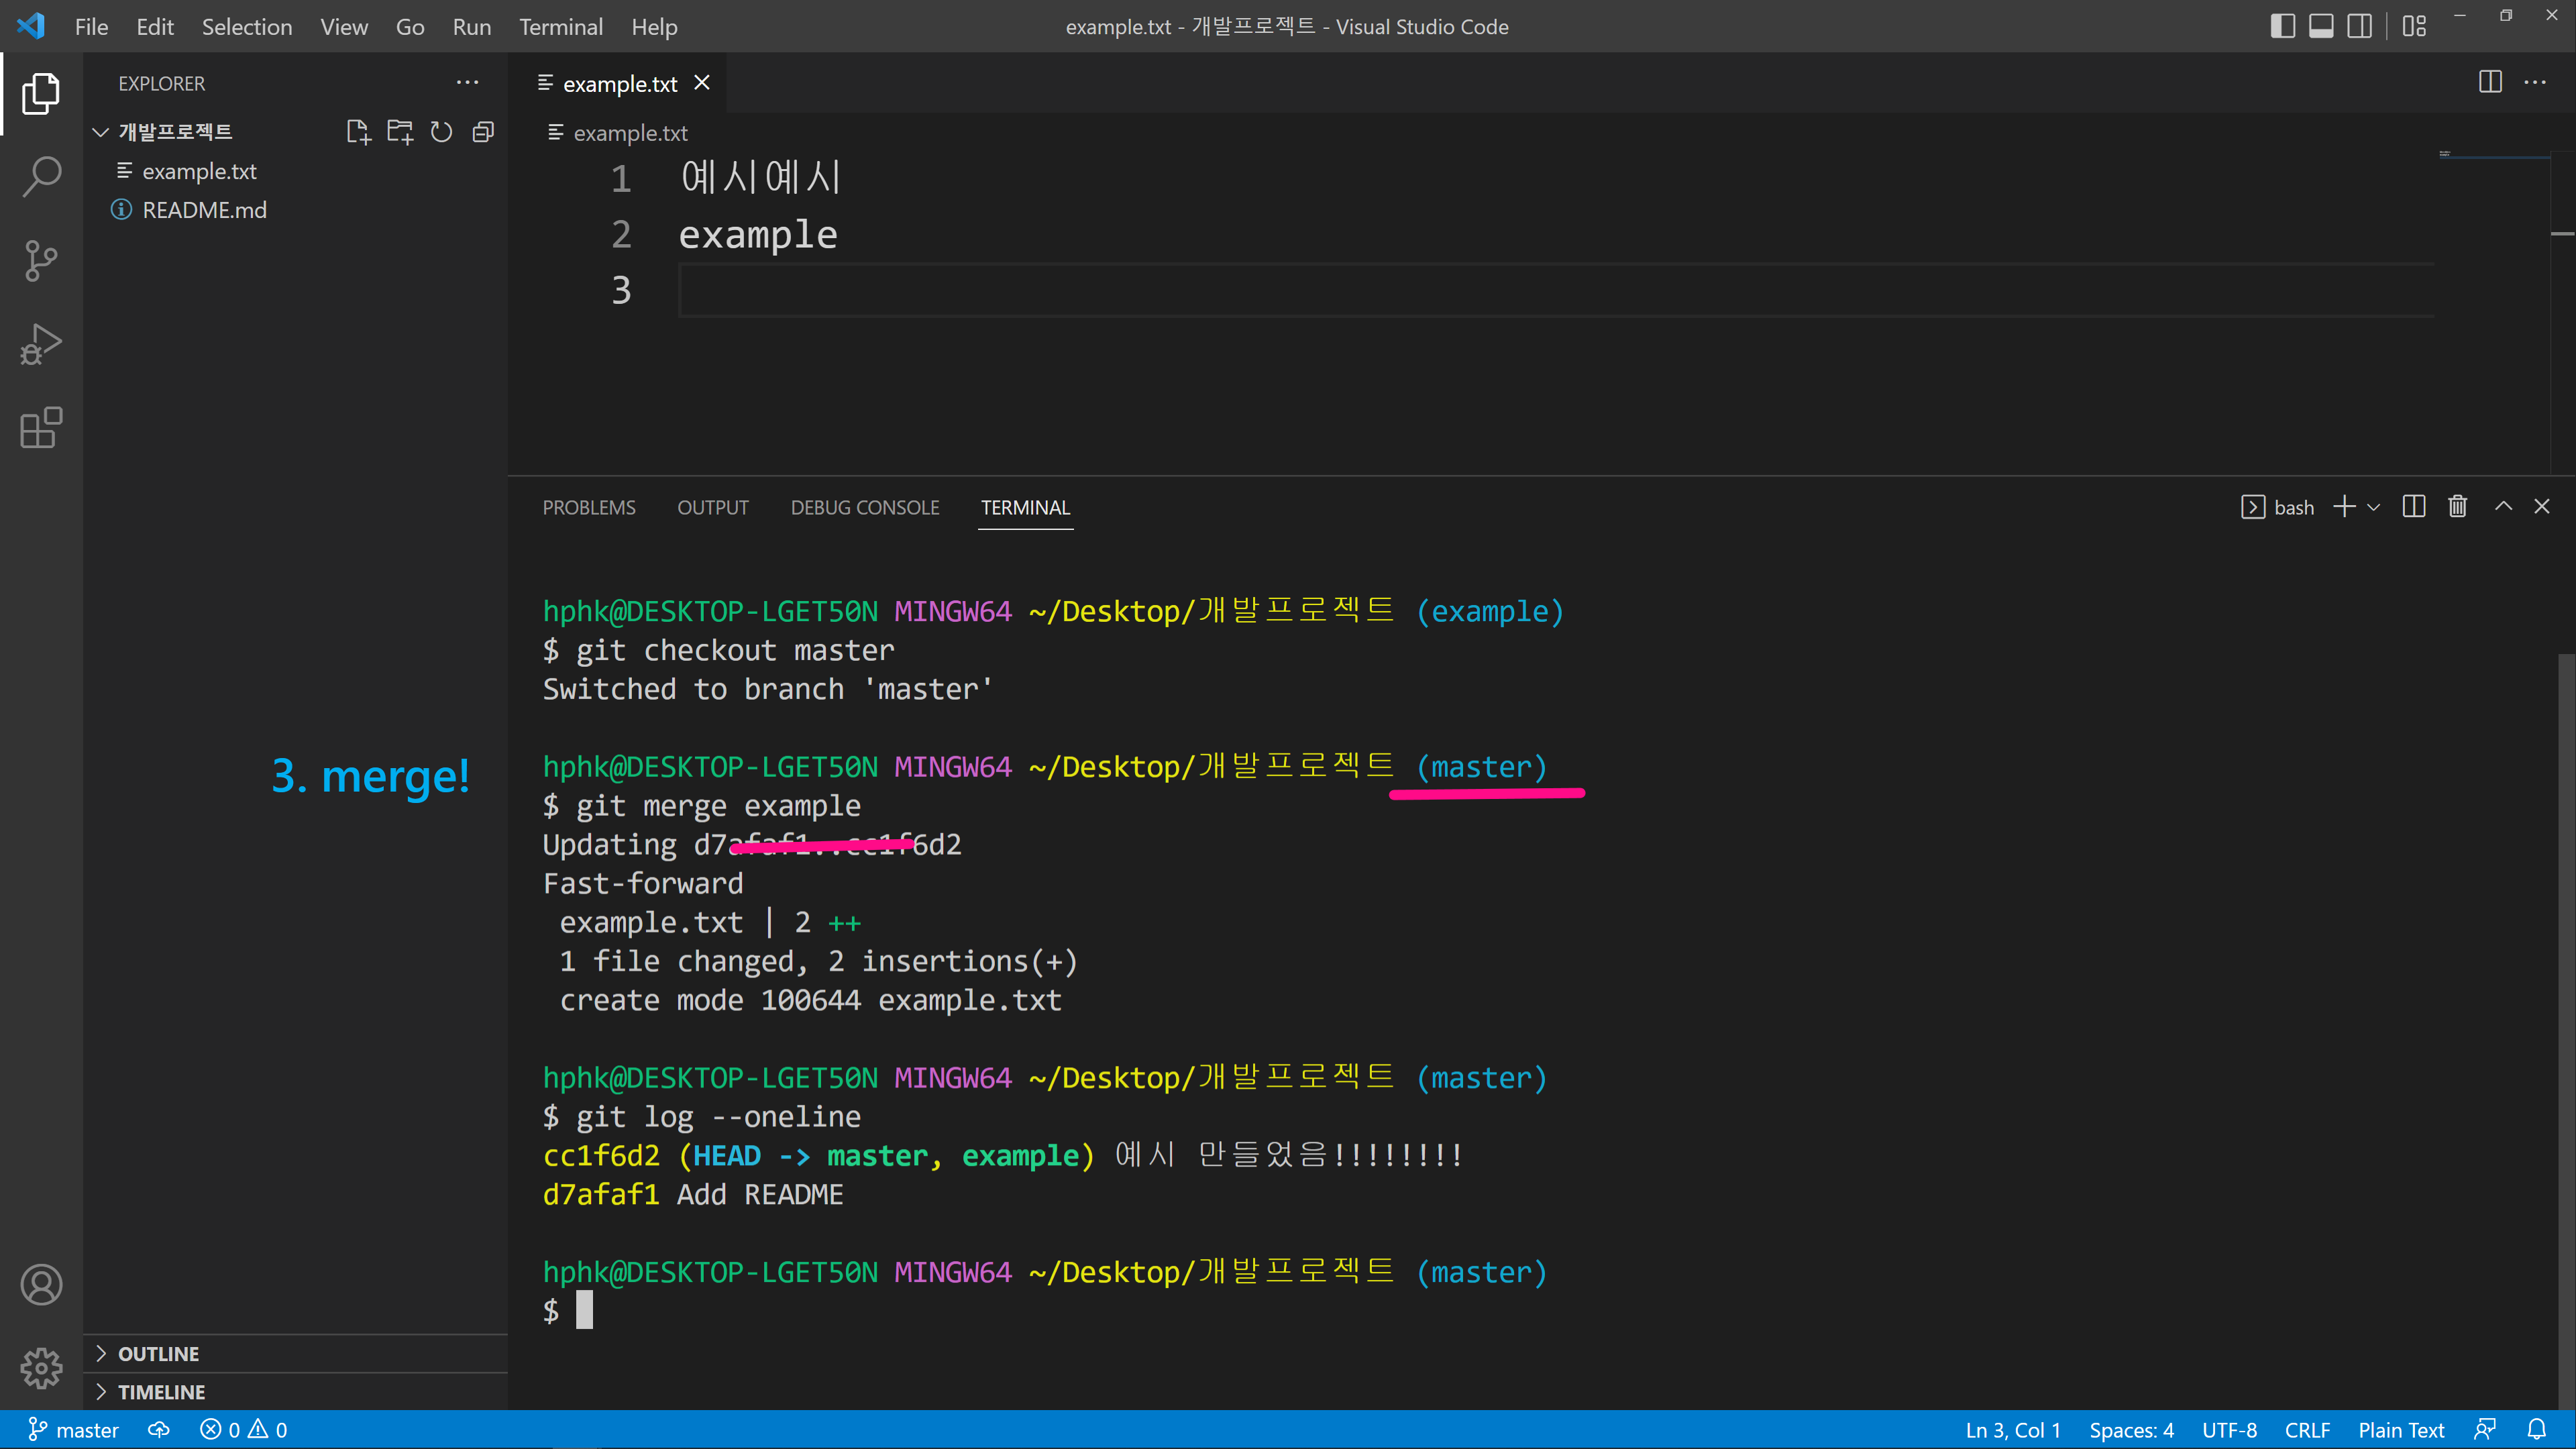 File Edit Selection View Go Run Terminal Help
example.txt - 개발프로젝트 - Visual Studio Code
EXPLORER
개발프로젝트
example.txt
README.md
example.txt
example.txt
1 예시예시
2 example
3
PROBLEMS OUTPUT DEBUG CONSOLE TERMINAL
bash
hphk@DESKTOP-LGET50N MINGW64 ~/Desktop/개발프로젝트 (example)
$ git checkout master
Switched to branch 'master'
3. merge!
hphk@DESKTOP-LGET50N MINGW64 ~/Desktop/개발프로젝트 (master)
$ git merge example
Updating d7afaf1..cc1f6d2
Fast-forward
example.txt | 2 ++
1 file changed, 2 insertions(+)
create mode 100644 example.txt
hphk@DESKTOP-LGET50N MINGW64 ~/Desktop/개발프로젝트 (master)
$ git log --oneline
cc1f6d2 (HEAD -> master, example) 예시 만들었음!!!!!!!!
d7afaf1 Add README
hphk@DESKTOP-LGET50N MINGW64 ~/Desktop/개발프로젝트 (master)
$
OUTLINE
TIMELINE
master 0 0
Ln 3, Col 1 Spaces: 4 UTF-8 CRLF Plain Text